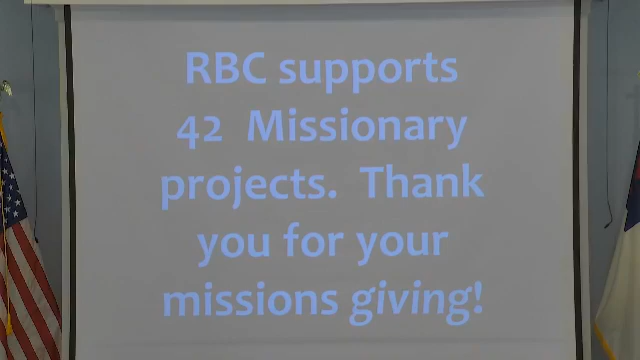 RBC supports
42 Missionary
projects. Thank
you for your
missions giving!